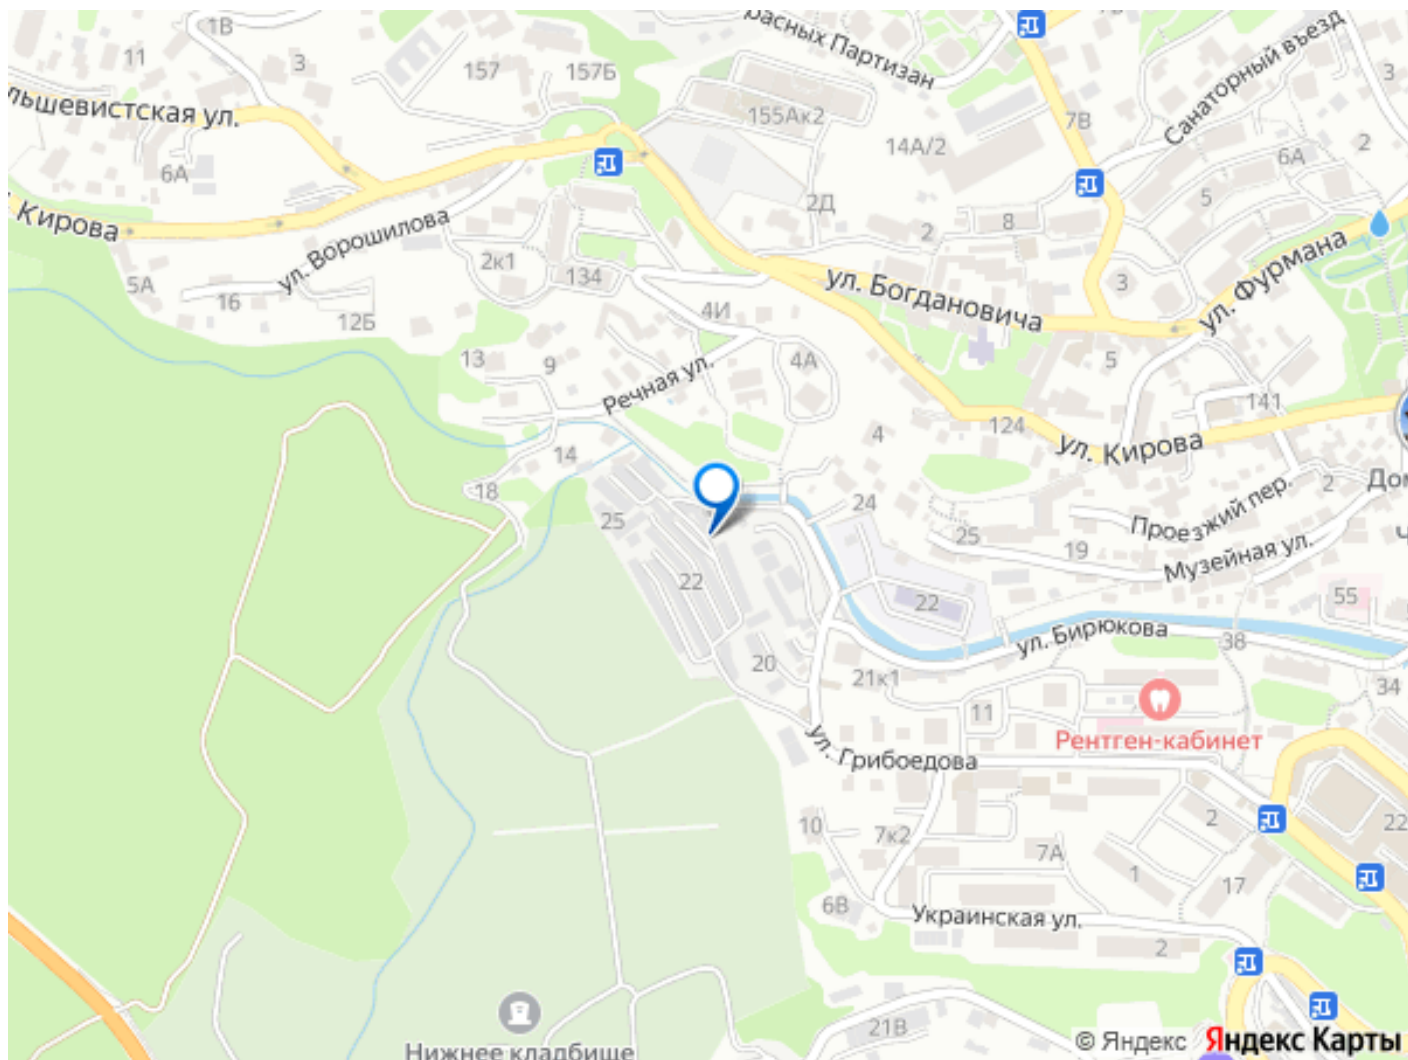 1В
11
3
157
157Б
расных Партизан
Санаторный въезд
3
льшевистская ул.
155Ак2
7В
14А/2
2
6А
6А
5
2Д
8
Кирова
ул. Ворошилова
2
ул. Фурмана
2к1
134
ул. Богдановича
3
5А
16
12Б
4И
13
9
4А
5
Речная ул.
141
124
4
ул. Кирова
14
18
2
Дом
Проезжий пер.
24
25
25
19
Музейная ул.
Ч
22
22
55
ул. Бирюкова
38
20
21к1
34
11
Рентген-кабинет
ул. Грибоедова
10
7к2
2
22
7А
1
17
6В
Украинская ул.
2
21В
Нижнее кладбище
© Яндекс Яндекс Карты